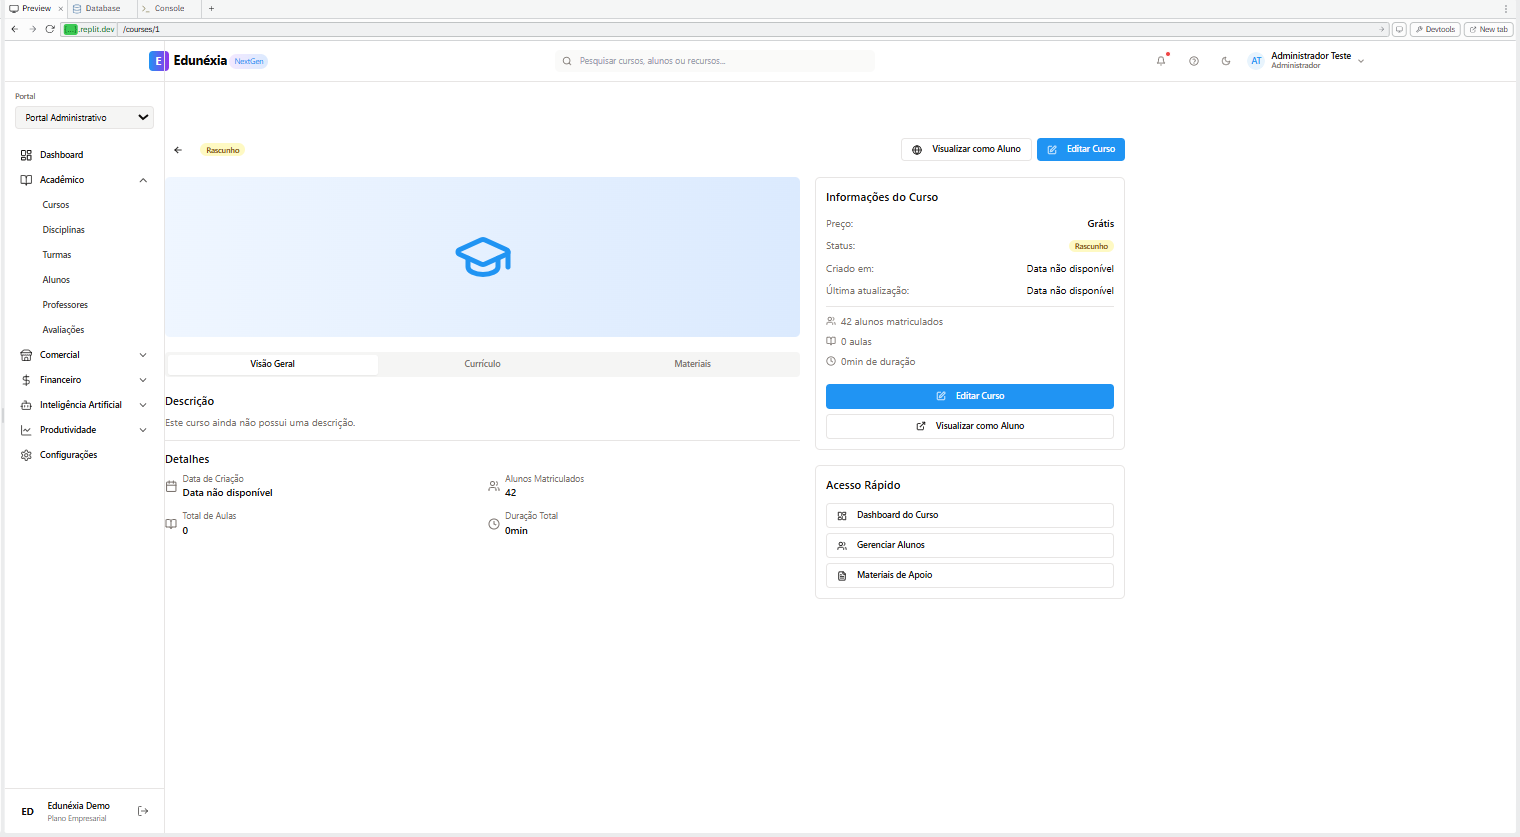 Preview
Database
Console
.replit.dev /courses/1
Devtools
New tab
E Edunéxia NextGen
Pesquisar cursos, alunos ou recursos...
AT
Administrador Teste
Administrador
Portal
Portal Administrativo
Dashboard
Acadêmico
Cursos
Disciplinas
Turmas
Alunos
Professores
Avaliações
Comercial
Financeiro
Inteligência Artificial
Produtividade
Configurações
ED
Edunéxia Demo
Plano Empresarial
Rascunho
Visualizar como Aluno
Editar Curso
Visão Geral
Currículo
Materiais
Descrição
Este curso ainda não possui uma descrição.
Detalhes
Data de Criação
Data não disponível
Alunos Matriculados
42
Total de Aulas
0
Duração Total
0min
Informações do Curso
Preço: Grátis
Status: Rascunho
Criado em: Data não disponível
Última atualização: Data não disponível
42 alunos matriculados
0 aulas
0min de duração
Editar Curso
Visualizar como Aluno
Acesso Rápido
Dashboard do Curso
Gerenciar Alunos
Materiais de Apoio